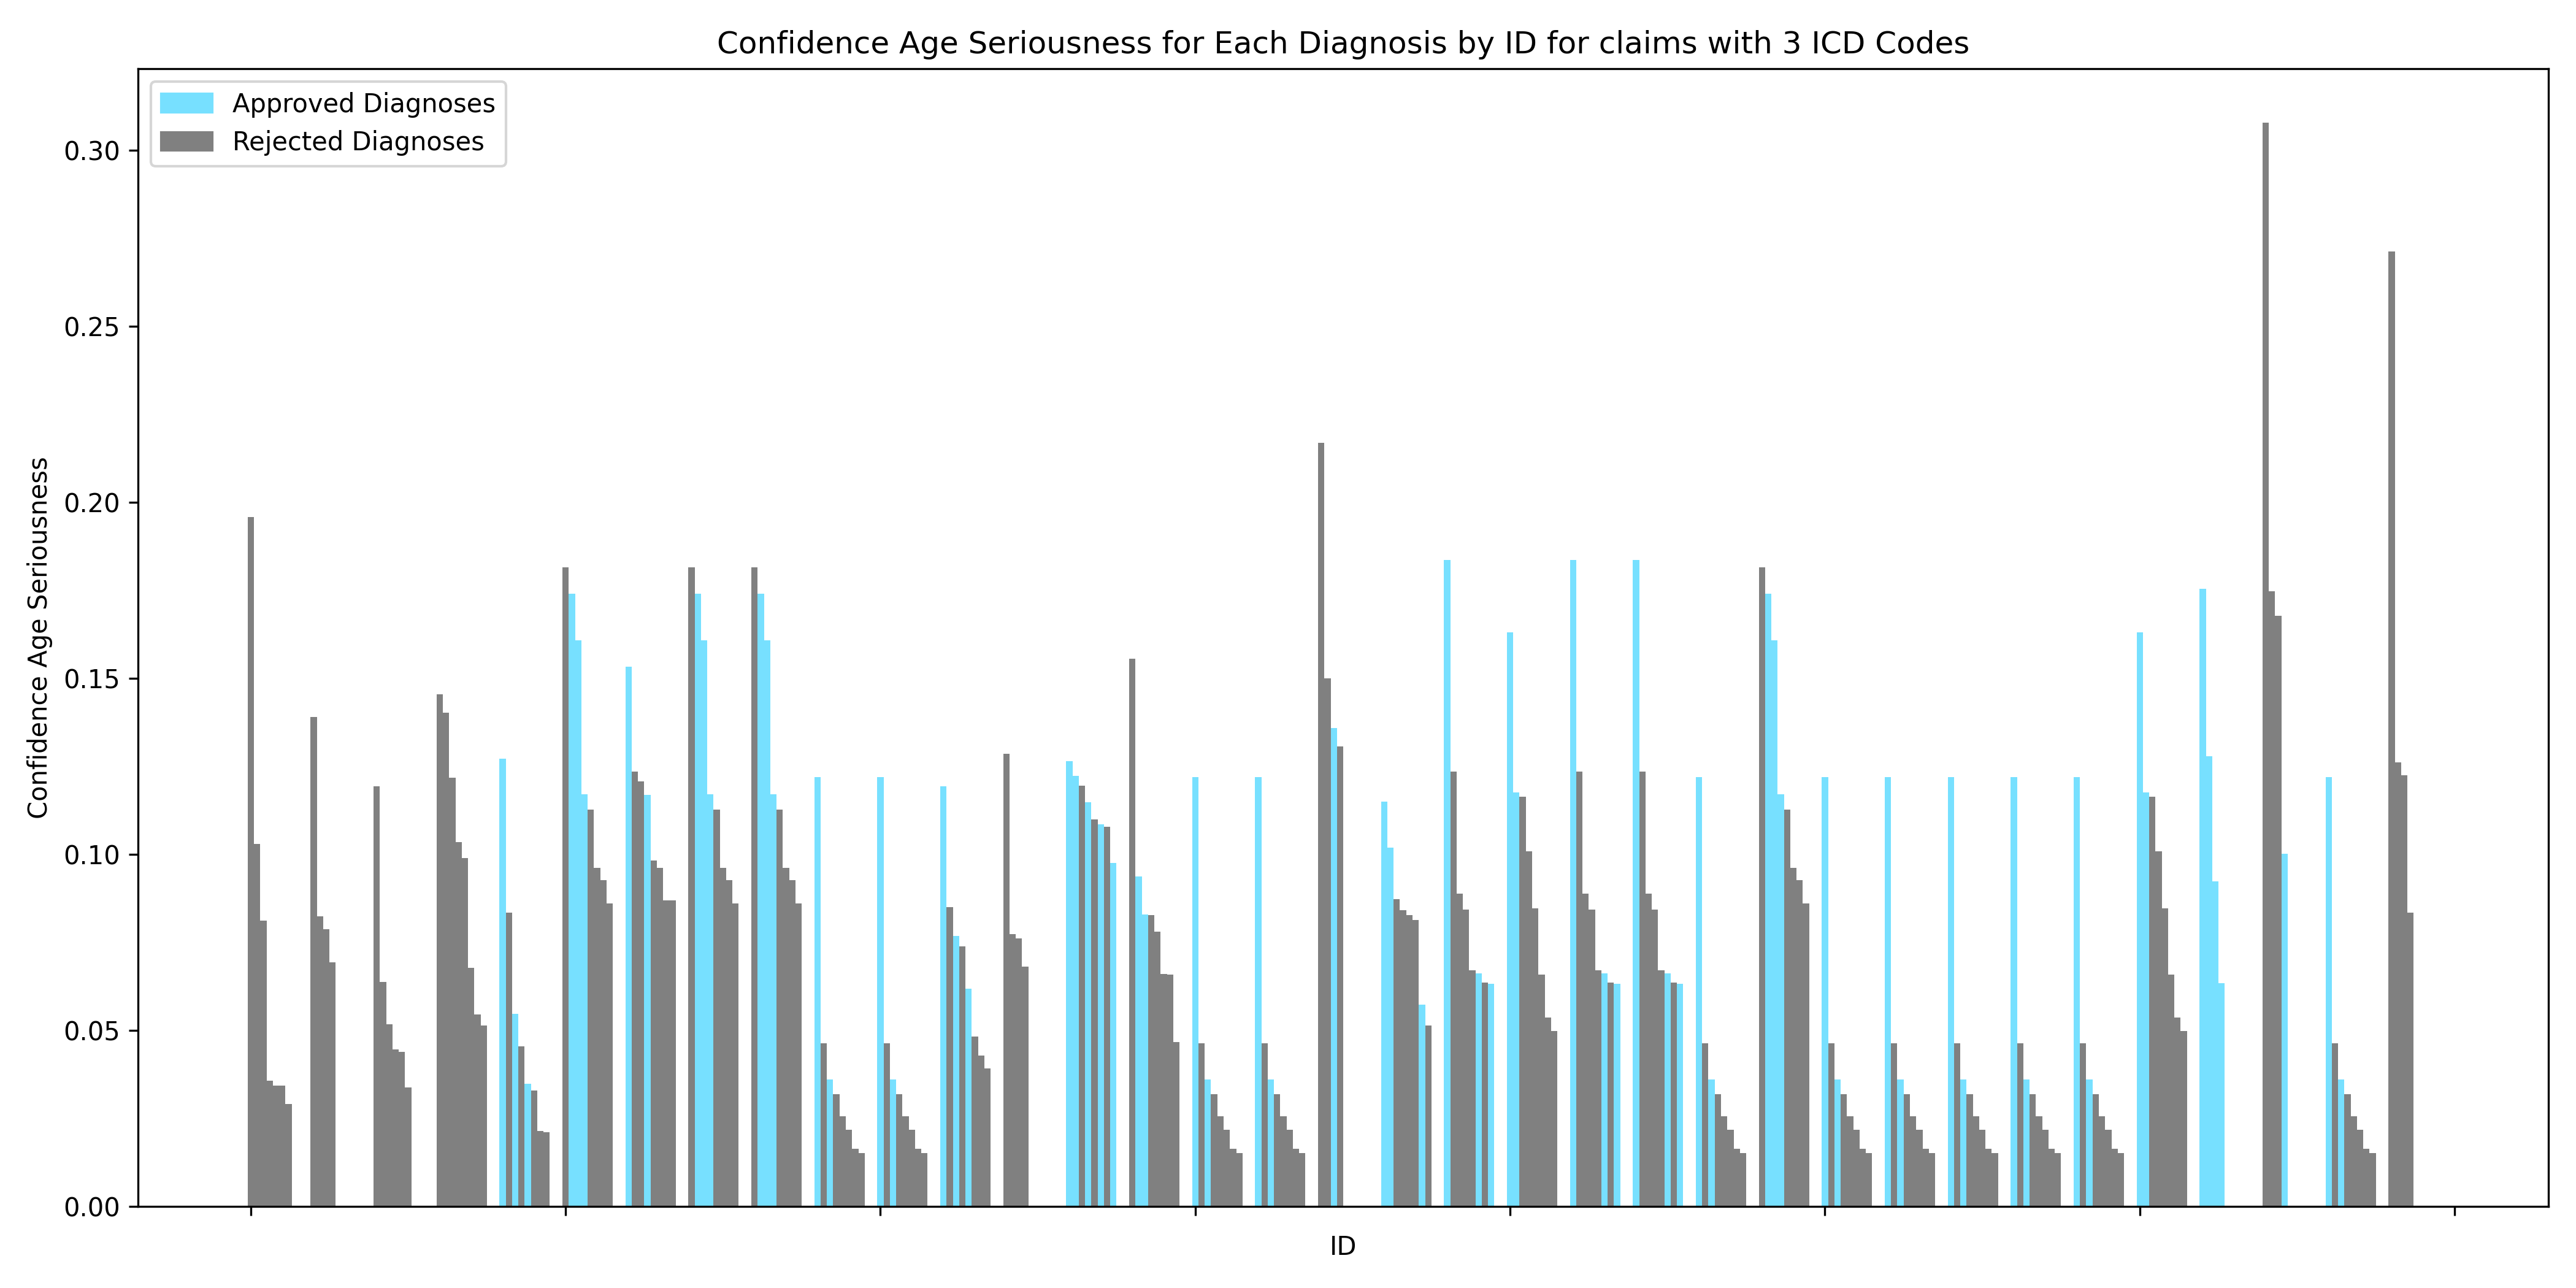 Confidence Age Seriousness for Each Diagnosis by ID for claims with 3 ICD Codes
Approved Diagnoses
Rejected Diagnoses
0.30
0.25
0.20
0.15
0.10
0.05
0.00
Confidence Age Seriousness
ID